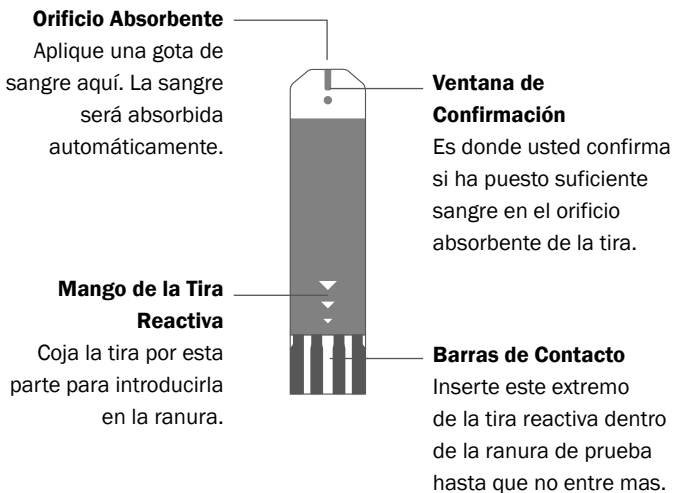 Orificio Absorbente
Aplique una gota de
sangre aquí. La sangre
será absorbida
automáticamente.
Ventana de
Confirmación
Es donde usted confirma
si ha puesto suficiente
sangre en el orificio
absorbente de la tira.
Mango de la Tira
Reactiva
Coja la tira por esta
parte para introducirla
en la ranura.
Barras de Contacto
Inserte este extremo
de la tira reactiva dentro
de la ranura de prueba
hasta que no entre mas.